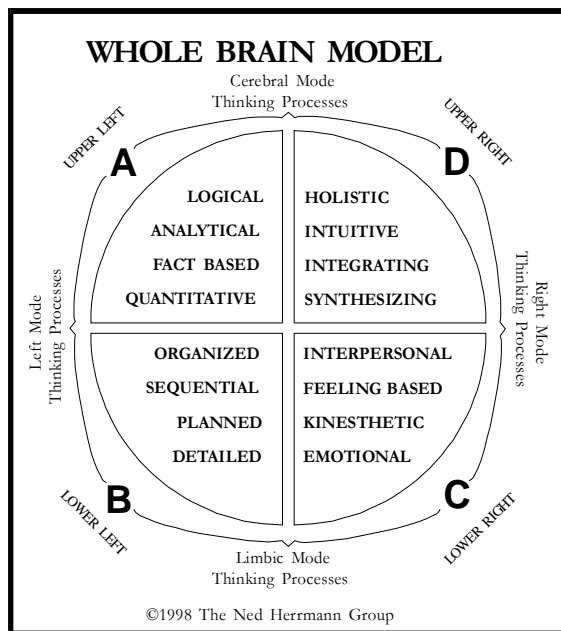 WHOLE BRAIN MODEL
Cerebral Mode
Thinking Processes
UPPER LEFT
UPPER RIGHT
A
D
LOGICAL
ANALYTICAL
FACT BASED
QUANTITATIVE
HOLISTIC
INTUITIVE
INTEGRATING
SYNTHESIZING
Left Mode
Thinking Processes
Right Mode
Thinking Processes
ORGANIZED
SEQUENTIAL
PLANNED
DETAILED
INTERPERSONAL
FEELING BASED
KINESTHETIC
EMOTIONAL
B
C
LOWER LEFT
LOWER RIGHT
Limbic Mode
Thinking Processes
©1998 The Ned Herrmann Group